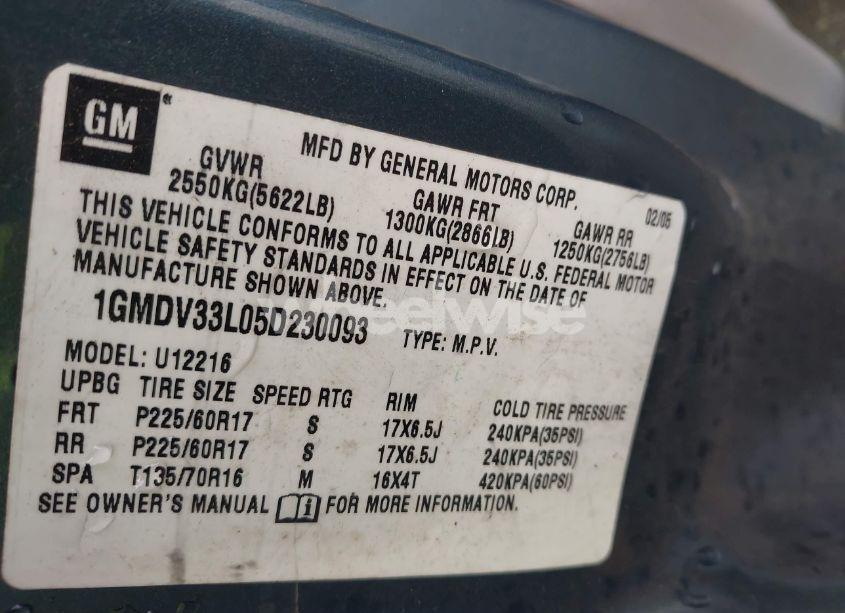 GM
MFD BY GENERAL MOTORS CORP. 02/05
GVWR GAWR FRT GAWR RR
2550KG(5622LB) 1300KG(2866LB) 1250KG(2756LB)
THIS VEHICLE CONFORMS TO ALL APPLICABLE U.S. FEDERAL MOTOR
VEHICLE SAFETY STANDARDS IN EFFECT ON THE DATE OF
MANUFACTURE SHOWN ABOVE.
1GMDV33L05D230093 TYPE: M.P.V.
Wheelwise
MODEL: U12216
UPBG TIRE SIZE SPEED RTG RIM COLD TIRE PRESSURE
FRT P225/60R17 S 17X6.5J 240KPA(35PSI)
RR P225/60R17 S 17X6.5J 240KPA(35PSI)
SPA T135/70R16 M 16X4T 420KPA(60PSI)
SEE OWNER'S MANUAL FOR MORE INFORMATION.